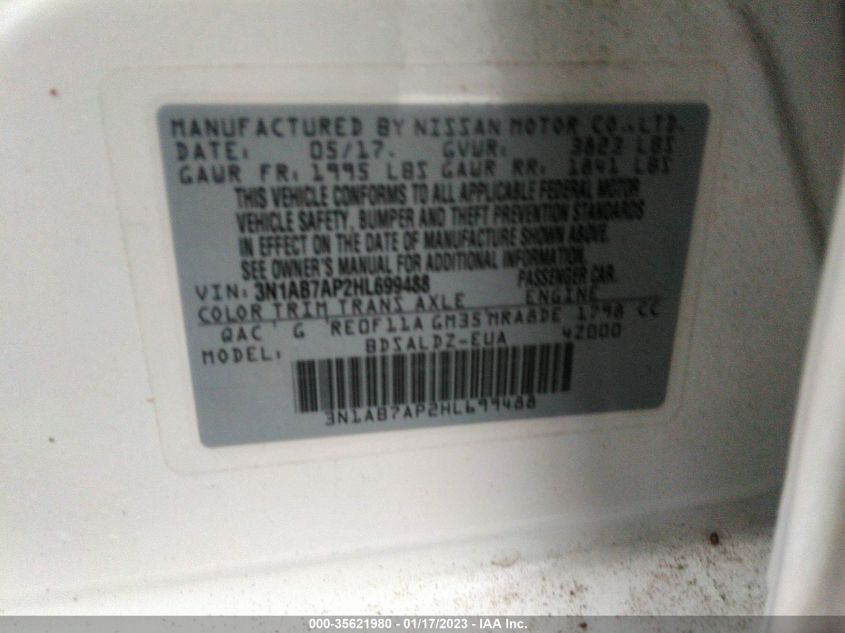 MANUFACTURED BY NISSAN MOTOR CO.,LTD.
DATE: 05/17. GVWR: 3823 LBS
GAWR FR: 1995 LBS GAWR RR: 1841 LBS
THIS VEHICLE CONFORMS TO ALL APPLICABLE FEDERAL MOTOR
VEHICLE SAFETY, BUMPER AND THEFT PREVENTION STANDARDS
IN EFFECT ON THE DATE OF MANUFACTURE SHOWN ABOVE.
SEE OWNER'S MANUAL FOR ADDITIONAL INFORMATION.
VIN: 3N1AB7AP2HL699488 PASSENGER CAR.
COLOR TRIM TRANS AXLE ENGINE
QAC G RE0F11A GM35 MRA8DE 1798 CC
MODEL: BDSALDZ-EUA 42000
3N1AB7AP2HL699488
000-35621980 - 01/17/2023 - IAA Inc.